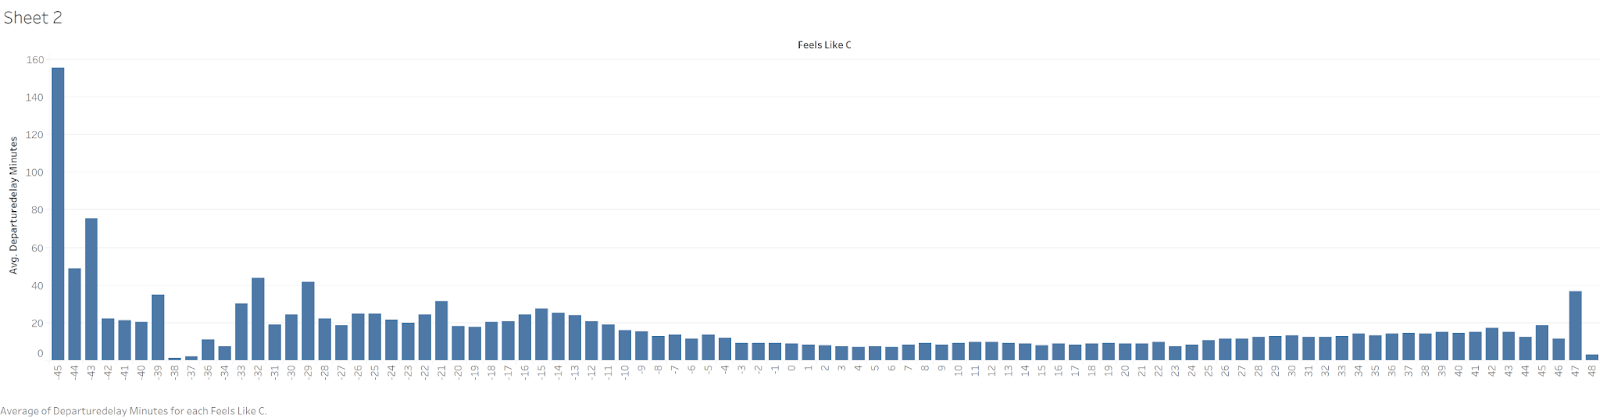 Sheet 2
Feels Like C
Avg. Departuredelay Minutes
160
140
120
100
80
60
40
20
0
-45 -44 -43 -42 -41 -40 -39 -38 -37 -36 -34 -33 -32 -31 -30 -29 -28 -27 -26 -25 -24 -23 -22 -21 -20 -19 -18 -17 -16 -15 -14 -13 -12 -11 -10 -9 -8 -7 -6 -5 -4 -3 -2 -1 0 1 2 3 4 5 6 7 8 9 10 11 12 13 14 15 16 17 18 19 20 21 22 23 24 25 26 27 28 29 30 31 32 33 34 35 36 37 38 39 40 41 42 43 44 45 46 47 48
Average of Departuredelay Minutes for each Feels Like C.